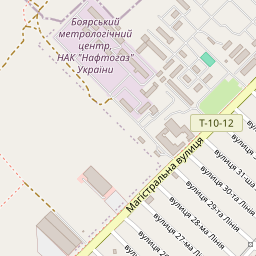 Боярський
метрологічний
центр,
НАК "Нафтогаз"
України
Т-10-12
Магістральна вулиця
вулиця 31-ша
вулиця 30-та Лінія
вулиця 29-та Лінія
вулиця 28-ма Лінія
вулиця 27-ма Лін